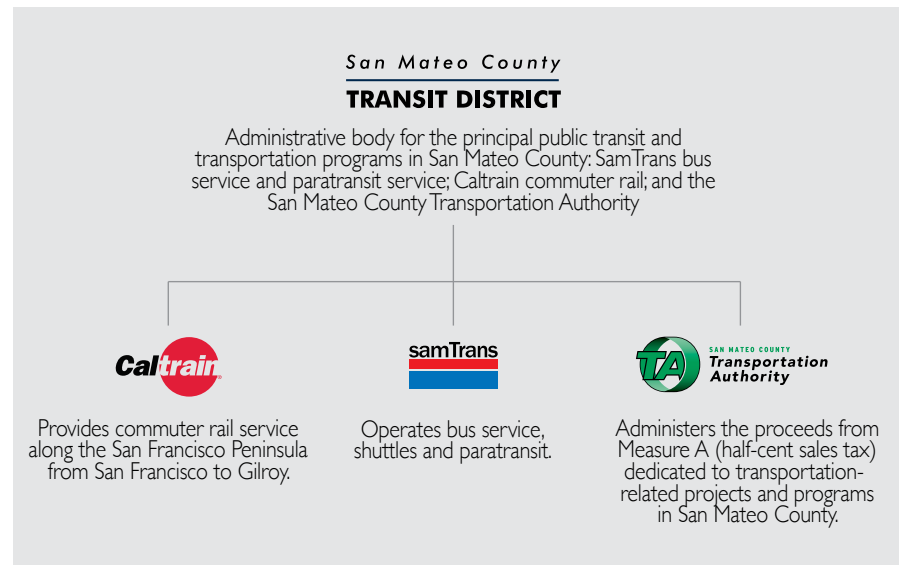 San Mateo County
TRANSIT DISTRICT
Administrative body for the principal public transit and
transportation programs in San Mateo County: SamTrans bus
service and paratransit service; Caltrain commuter rail; and the
San Mateo County Transportation Authority
Caltrain
Provides commuter rail service
along the San Francisco Peninsula
from San Francisco to Gilroy.
samTrans
Operates bus service,
shuttles and paratransit.
TA
SAN MATEO COUNTY
Transportation
Authority
Administers the proceeds from
Measure A (half-cent sales tax)
dedicated to transportation-
related projects and programs
in San Mateo County.